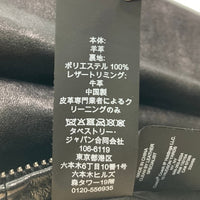 本体:
羊革
裏地:
ポリエステル 100%
レザートリミング:
牛革
中国製
皮革専門業者によるク
リーニングのみ
タペストリー・
ジャパン合同会社
106-6119
東京都港区
六本木6丁目10番1号
六本木ヒルズ
森タワー19階
0120-556935